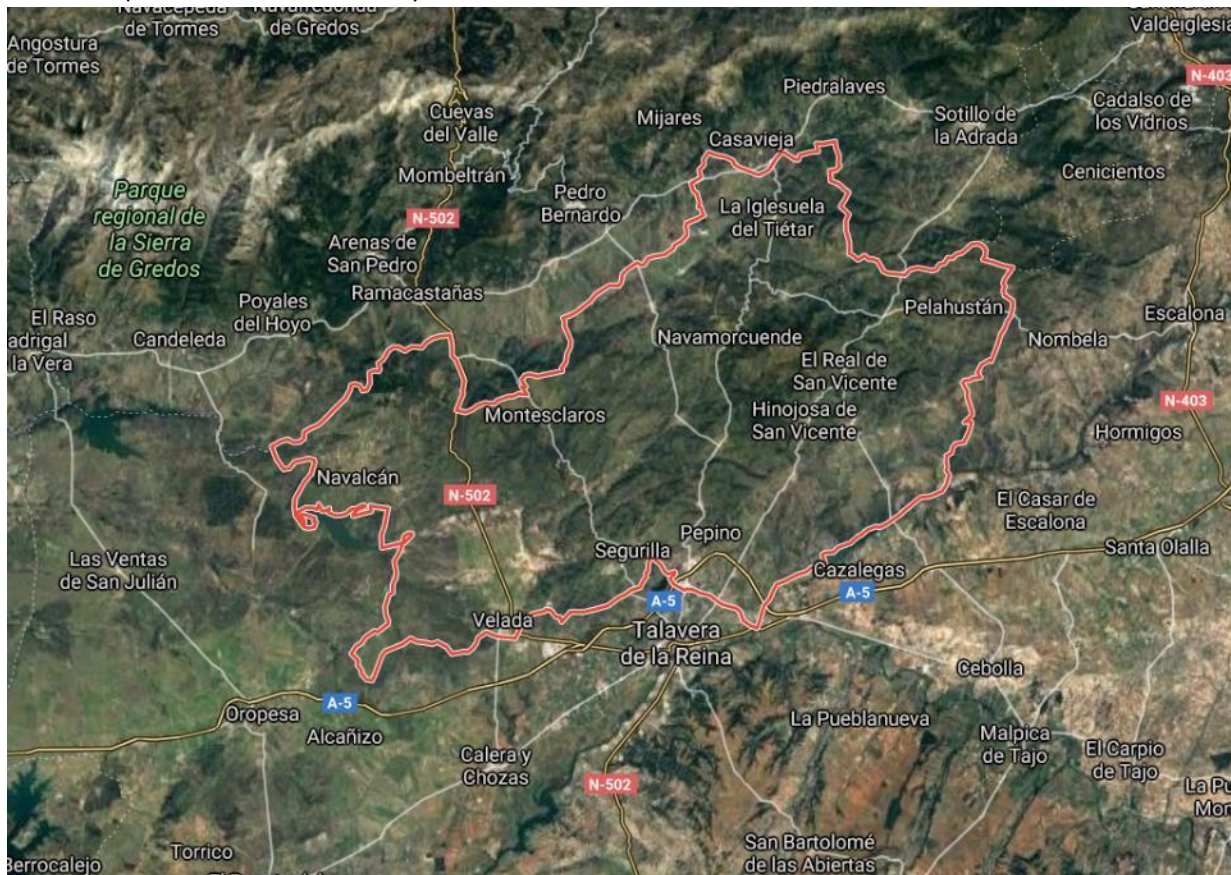 de Tormes
de Gredos
Angostura
de Tormes
Valdeiglesia
N-403
Piedralaves
Cadalso de
los Vidrios
Cuevas
del Valle
Mijares
Casavieja
Sotillo de
la Adrada
Mombeltrán
Cenicientos
Parque
regional de
la Sierra
de Gredos
Pedro
Bernardo
N-502
La Iglesuela
del Tiétar
Arenas de
San Pedro
Ramacastañas
Poyales
del Hoyo
Pelahustán
Escalona
El Raso
adrigal
la Vera
Candeleda
Navamorcuende
Nombela
El Real de
San Vicente
N-403
Montesclaros
Hinojosa de
San Vicente
Hormigos
Navalcán
N-502
El Casar de
Escalona
Pepino
Segurilla
Santa Olalla
Las Ventas
de San Julián
Cazalegas
A-5
A-5
Velada
Talavera
de la Reina
Cebolla
A-5
Oropesa
Alcañizo
La Pueblanueva
Malpica
de Tajo
El Carpio
de Tajo
Calera y
Chozas
N-502
La Pu
Mon
San Bartolomé
de las Abiertas
Torrico
Berrocalejo